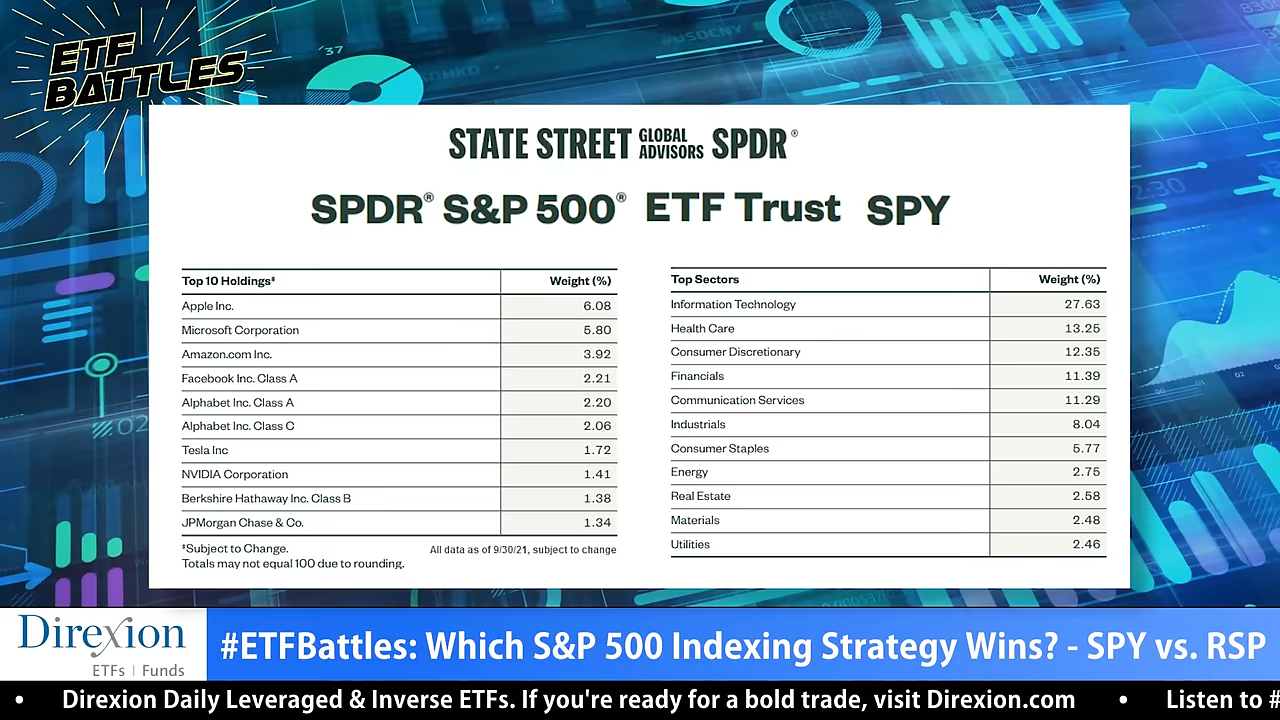 ETF
BATTLES
'37
#USDCNY
STATE STREET GLOBAL ADVISORS SPDR®
SPDR® S&P 500® ETF Trust SPY
Top 10 Holdings‡ Weight (%)
Apple Inc. 6.08
Microsoft Corporation 5.80
Amazon.com Inc. 3.92
Facebook Inc. Class A 2.21
Alphabet Inc. Class A 2.20
Alphabet Inc. Class C 2.06
Tesla Inc 1.72
NVIDIA Corporation 1.41
Berkshire Hathaway Inc. Class B 1.38
JPMorgan Chase & Co. 1.34
‡Subject to Change. All data as of 9/30/21, subject to change
Totals may not equal 100 due to rounding.
Top Sectors Weight (%)
Information Technology 27.63
Health Care 13.25
Consumer Discretionary 12.35
Financials 11.39
Communication Services 11.29
Industrials 8.04
Consumer Staples 5.77
Energy 2.75
Real Estate 2.58
Materials 2.48
Utilities 2.46
Direxion
ETFs | Funds
#ETFBattles: Which S&P 500 Indexing Strategy Wins? - SPY vs. RSP
• Direxion Daily Leveraged & Inverse ETFs. If you're ready for a bold trade, visit Direxion.com • Listen to #